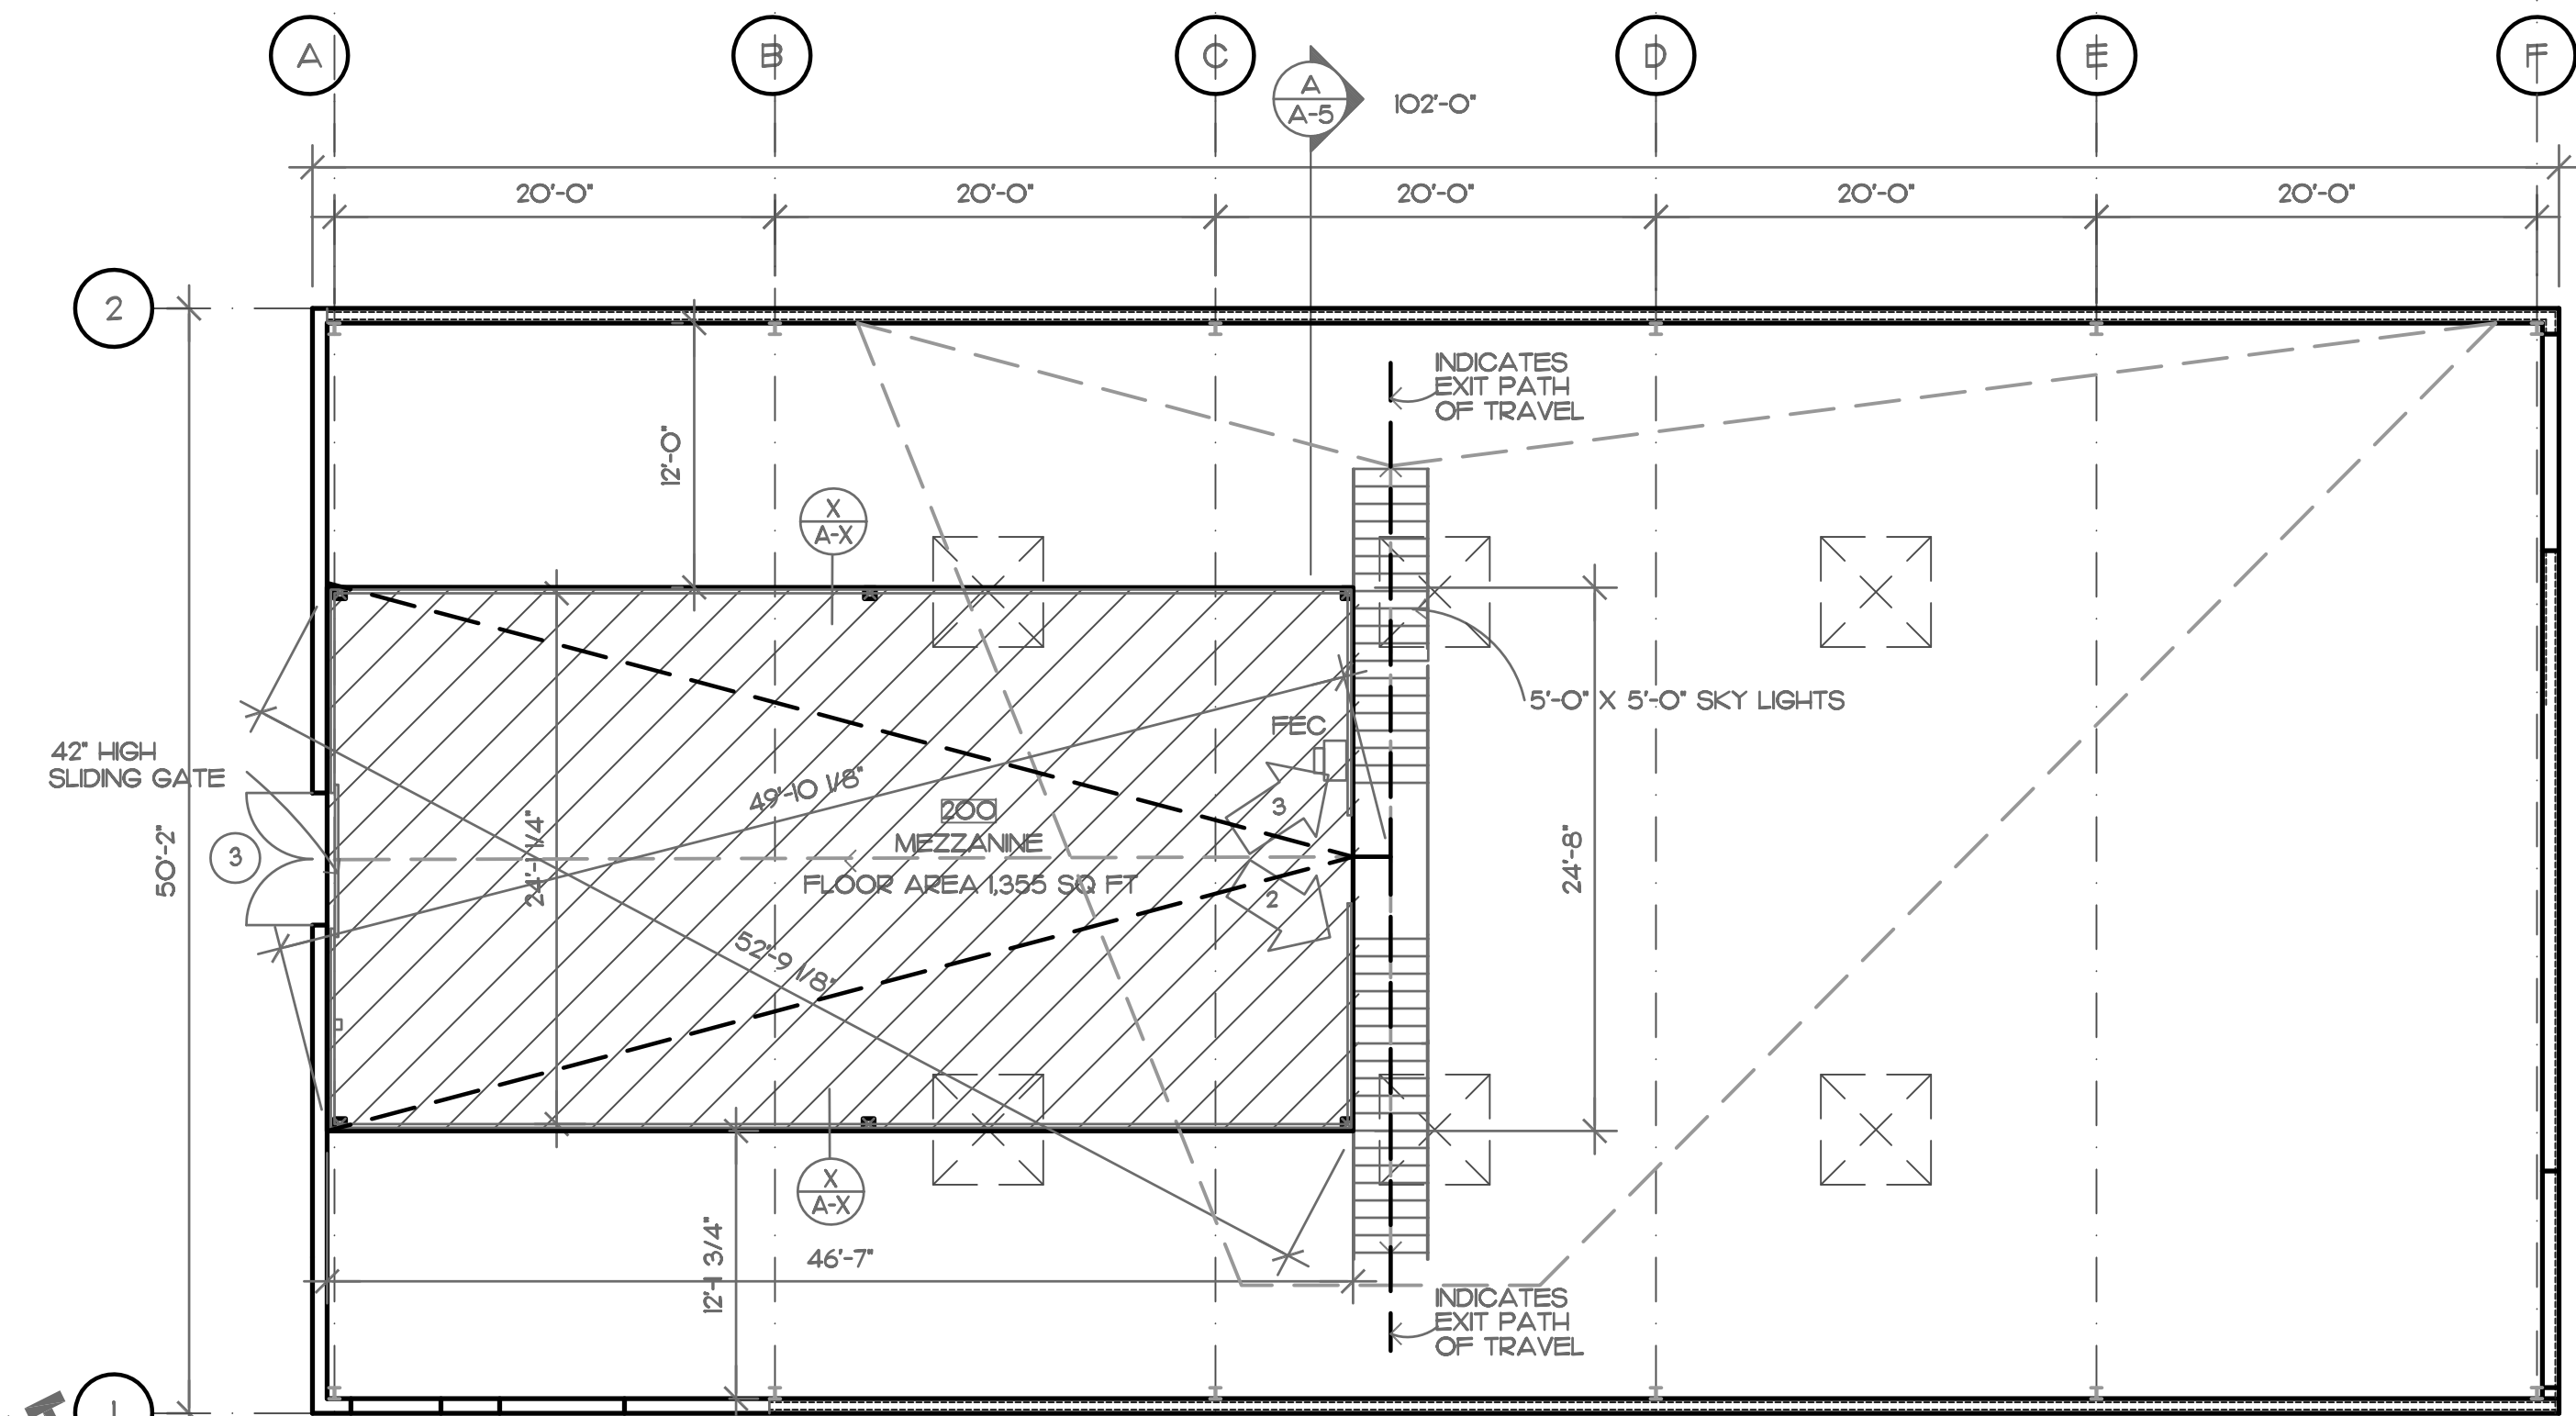 A
B
C
D
E
F
A
A-5
102'-0"
20'-0"
20'-0"
20'-0"
20'-0"
20'-0"
2
INDICATES
EXIT PATH
OF TRAVEL
12'-0"
X
A-X
5'-0" X 5'-0" SKY LIGHTS
FEC
42" HIGH
SLIDING GATE
49'-10 1/8"
200
3
MEZZANINE
3
50'-2"
24'-11 1/4"
24'-8"
FLOOR AREA 1,355 SQ FT
2
52'-9 1/8"
X
A-X
46'-7"
12'-1 3/4"
INDICATES
EXIT PATH
OF TRAVEL
1